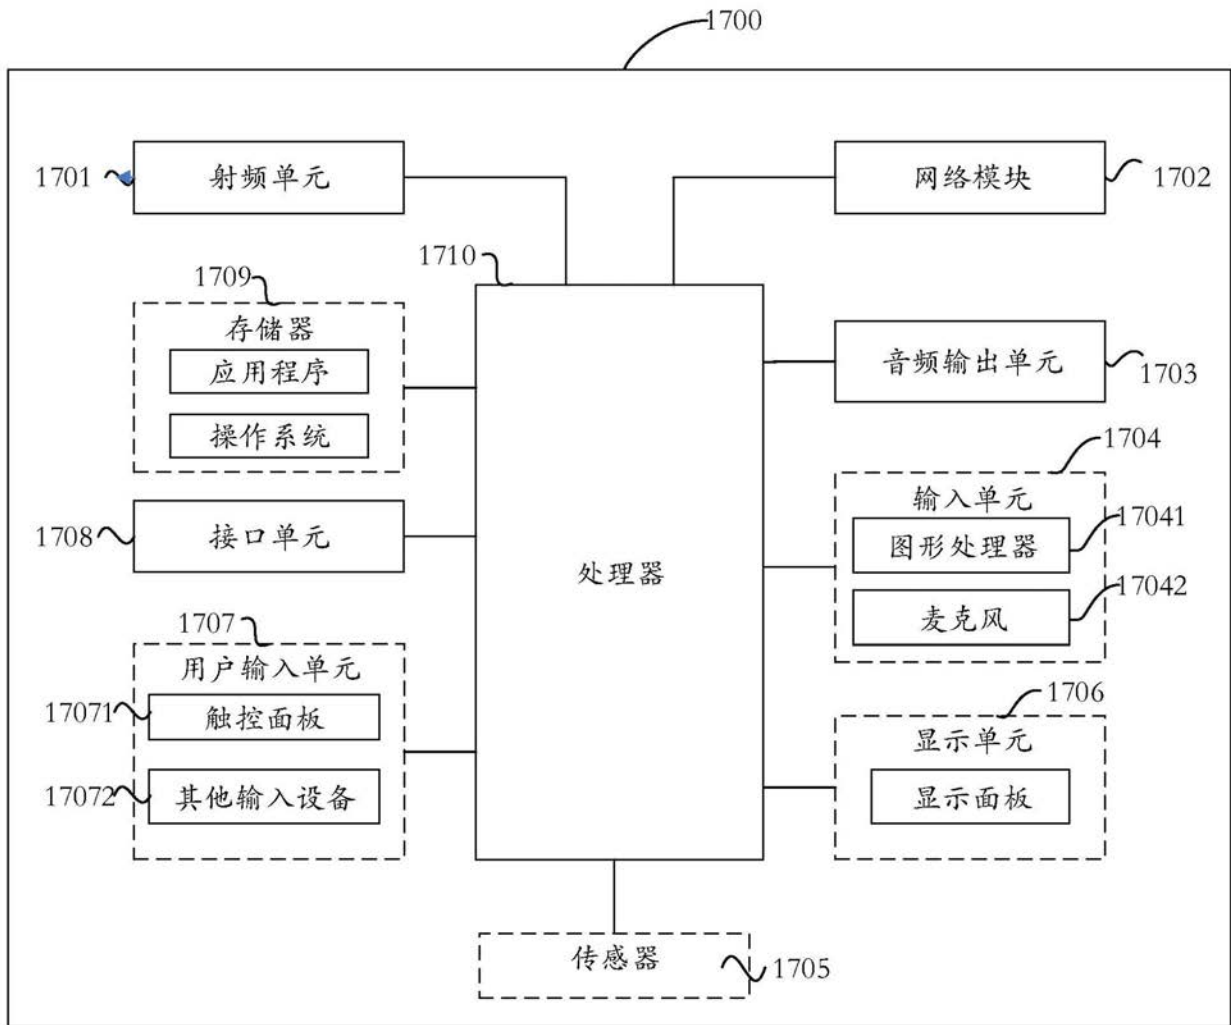 1700
1701
射频单元
网络模块
1702
1710
1709
存储器
应用程序
操作系统
音频输出单元
1703
1704
输入单元
图形处理器
17041
麦克风
17042
1708
接口单元
处理器
1707
用户输入单元
17071
触控面板
17072
其他输入设备
1706
显示单元
显示面板
传感器
1705